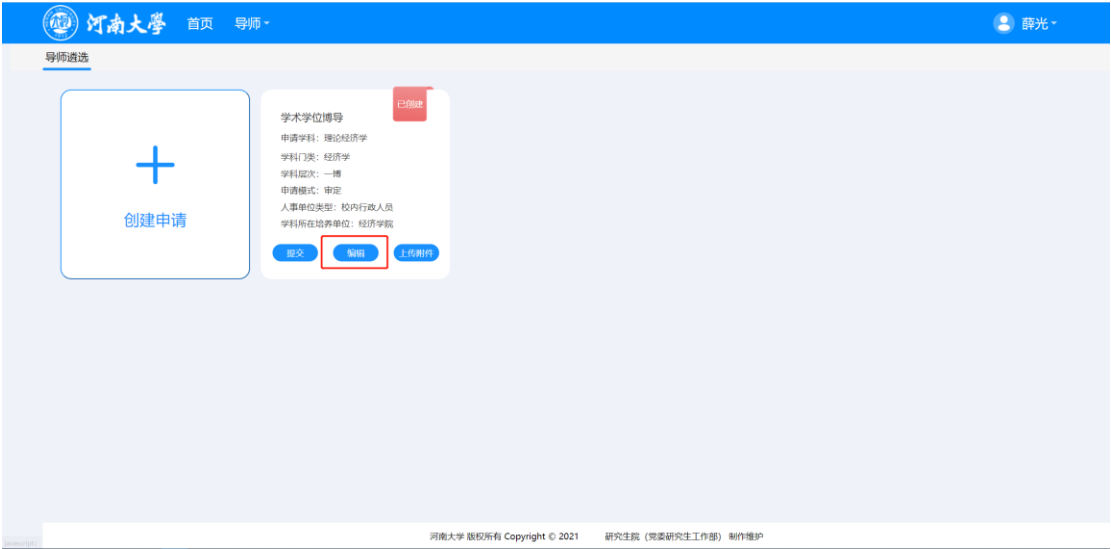 河南大學 首页 导师 薛光
导师遴选
已创建
学术学位博导
申请学科：理论经济学
学科门类：经济学
学科层次：一博
申请模式：审定
人事单位类型：校内行政人员
学科所在培养单位：经济学院
创建申请
提交 编辑 上传附件
河南大学 版权所有 Copyright © 2021 研究生院（党委研究生工作部）制作维护